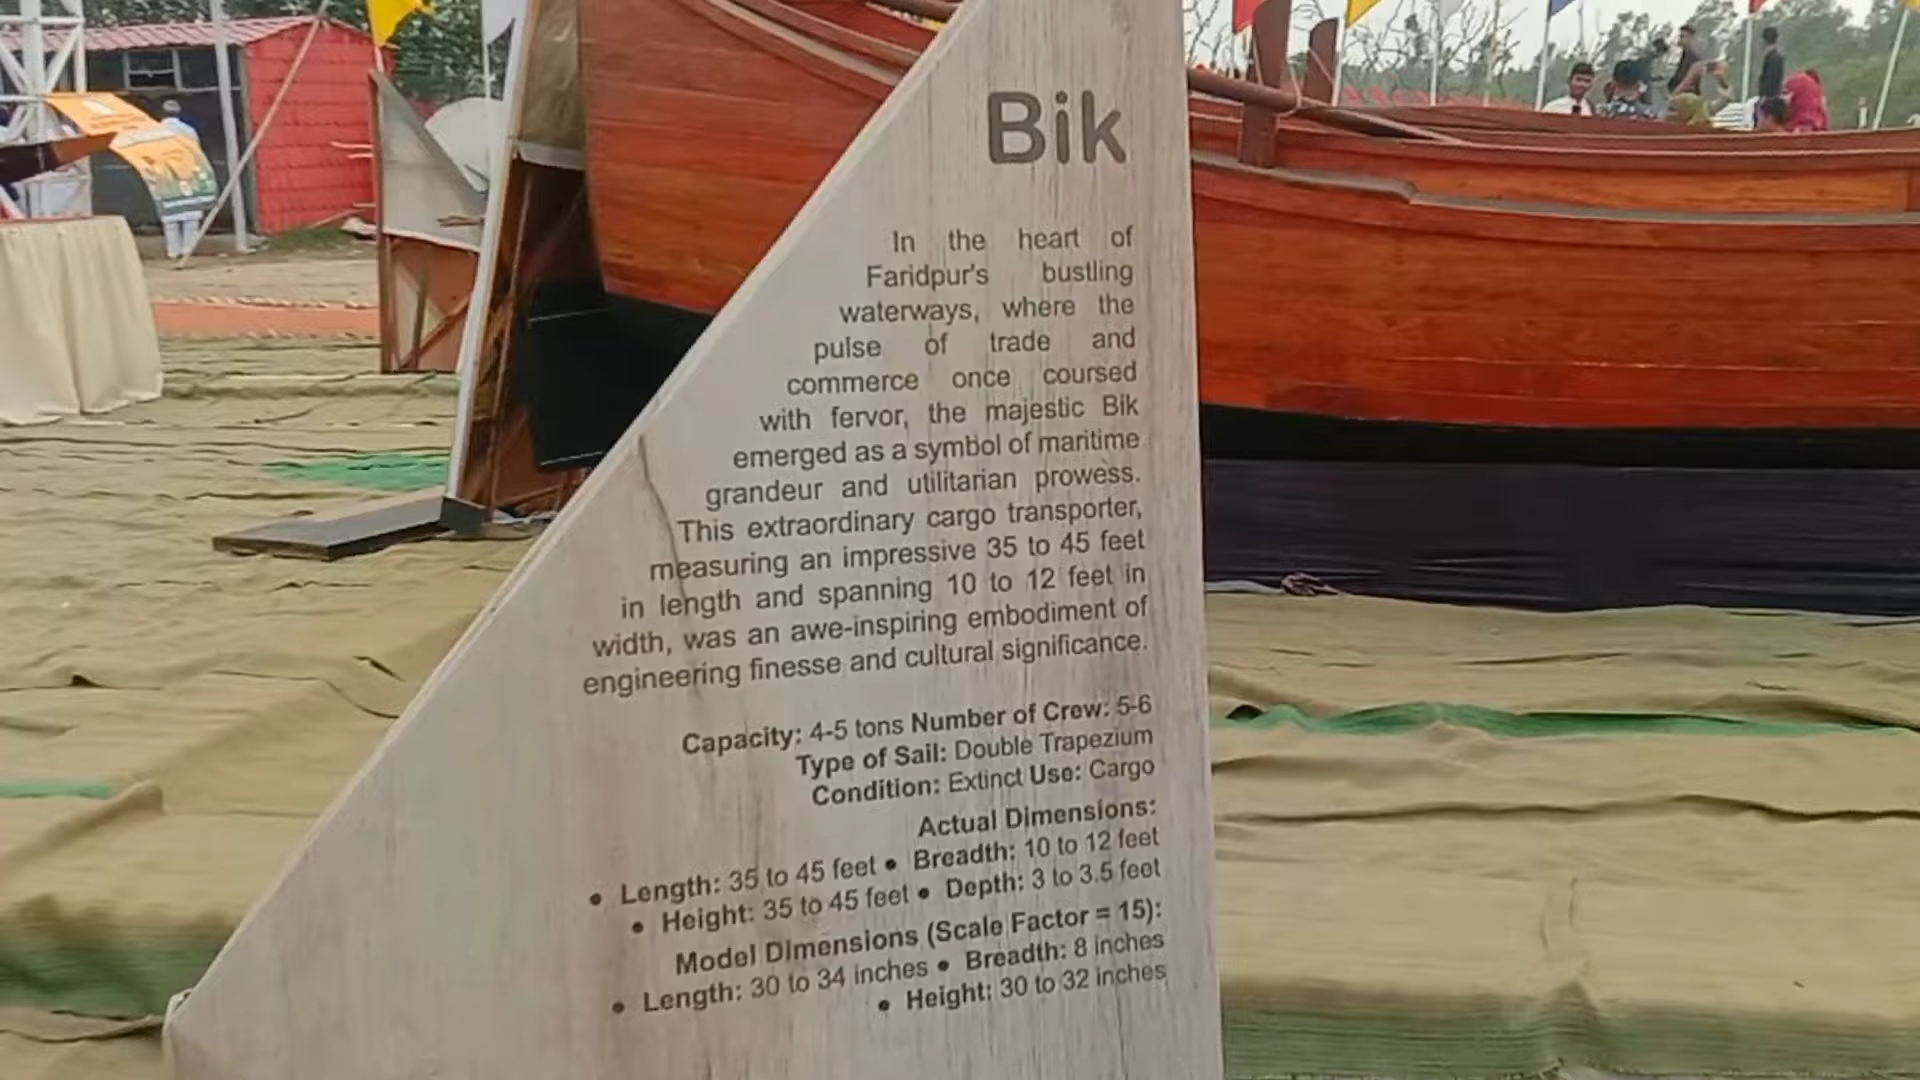 Bik
In the heart of
Faridpur's bustling
waterways, where the
pulse of trade and
commerce once coursed
with fervor, the majestic Bik
emerged as a symbol of maritime
grandeur and utilitarian prowess.
This extraordinary cargo transporter,
measuring an impressive 35 to 45 feet
in length and spanning 10 to 12 feet in
width, was an awe-inspiring embodiment of
engineering finesse and cultural significance.
Capacity: 4-5 tons Number of Crew: 5-6
Type of Sail: Double Trapezium
Condition: Extinct Use: Cargo
Actual Dimensions:
• Length: 35 to 45 feet • Breadth: 10 to 12 feet
• Height: 35 to 45 feet • Depth: 3 to 3.5 feet
Model Dimensions (Scale Factor = 15):
• Length: 30 to 34 inches • Breadth: 8 inches
• Height: 30 to 32 inches